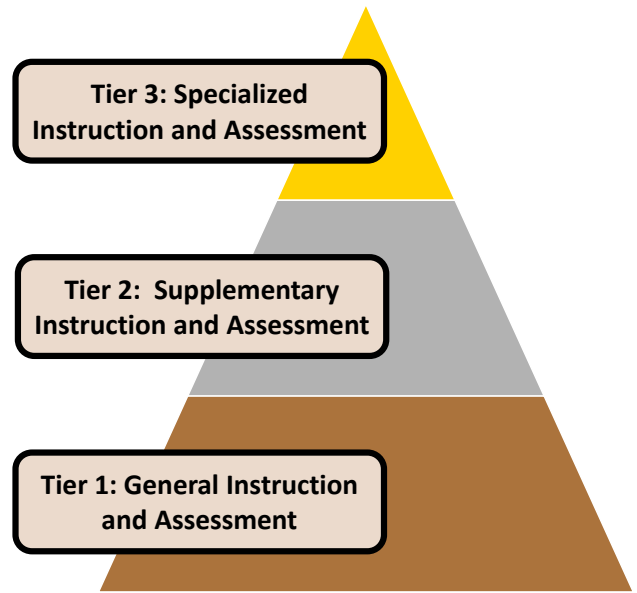 Tier 3: Specialized
Instruction and Assessment
Tier 2:  Supplementary
Instruction and Assessment
Tier 1: General Instruction
and Assessment